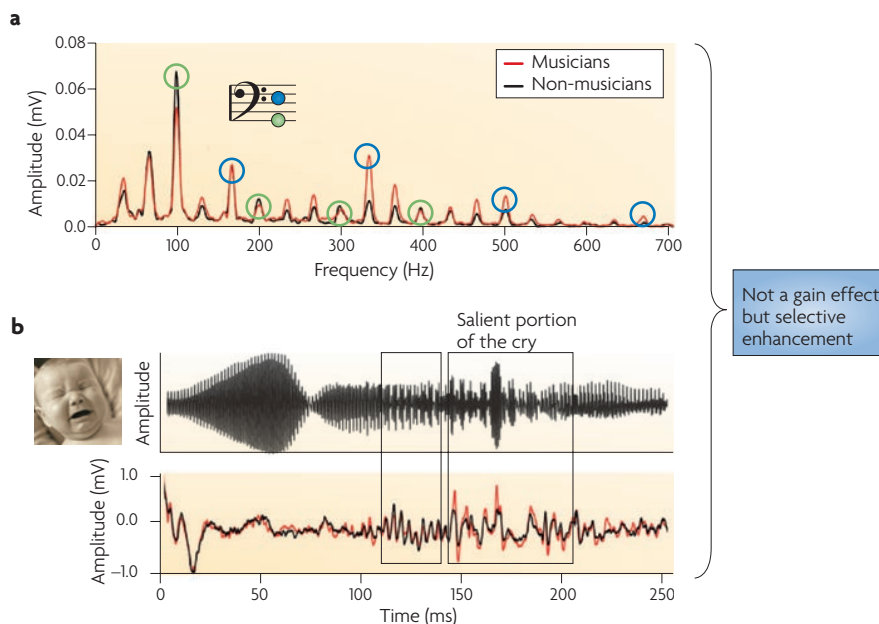 a
0.08
0.06
0.04
0.02
0.0
Amplitude (mV)
Musicians
Non-musicians
0 100 200 300 400 500 600 700
Frequency (Hz)
Not a gain effect
but selective
enhancement
b
Salient portion
of the cry
Amplitude
1.0
0.0
–1.0
Amplitude (mV)
0 50 100 150 200 250
Time (ms)